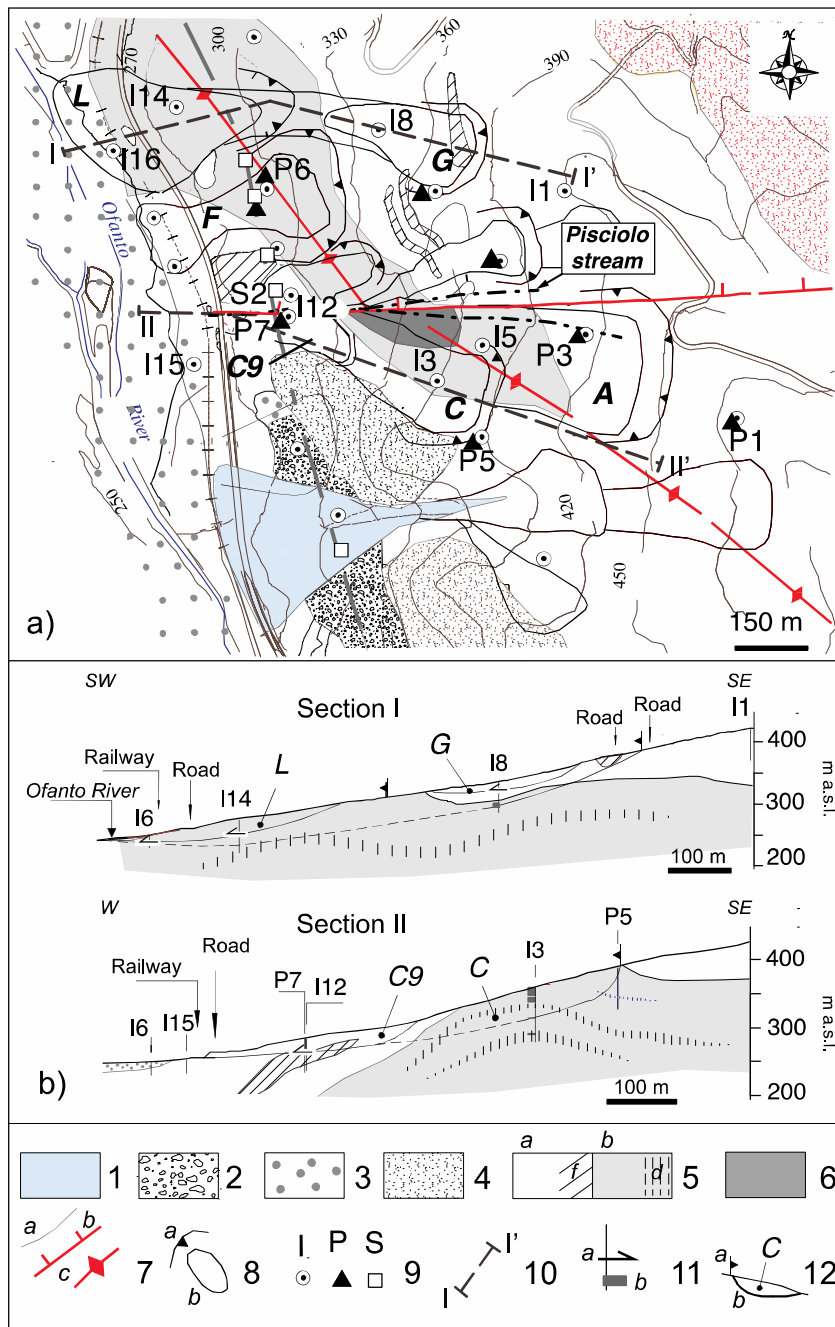 N
270
300
330
360
390
L
I14
I8
G
I
I16
I1
I'
P6
Ofanto
F
Pisciolo
stream
S2
I12
II
P7
I5
P3
C9
I3
I15
C
A
P5
P1
II'
River
250
420
450
a)
150 m
SW
SE
Section I
I1
Road
Road
400
Railway
G
I8
Road
L
Ofanto River
I14
I6
300
m a.s.l.
200
100 m
W
SE
Section II
P5
Road
400
I3
Railway
C
P7
C9
I12
I6
I15
300
m a.s.l.
b)
200
100 m
a b
f d
1 2 3 4 5 6
a b c 7
a b 8
I P S 9
I I' 10
a b 11
C b 12